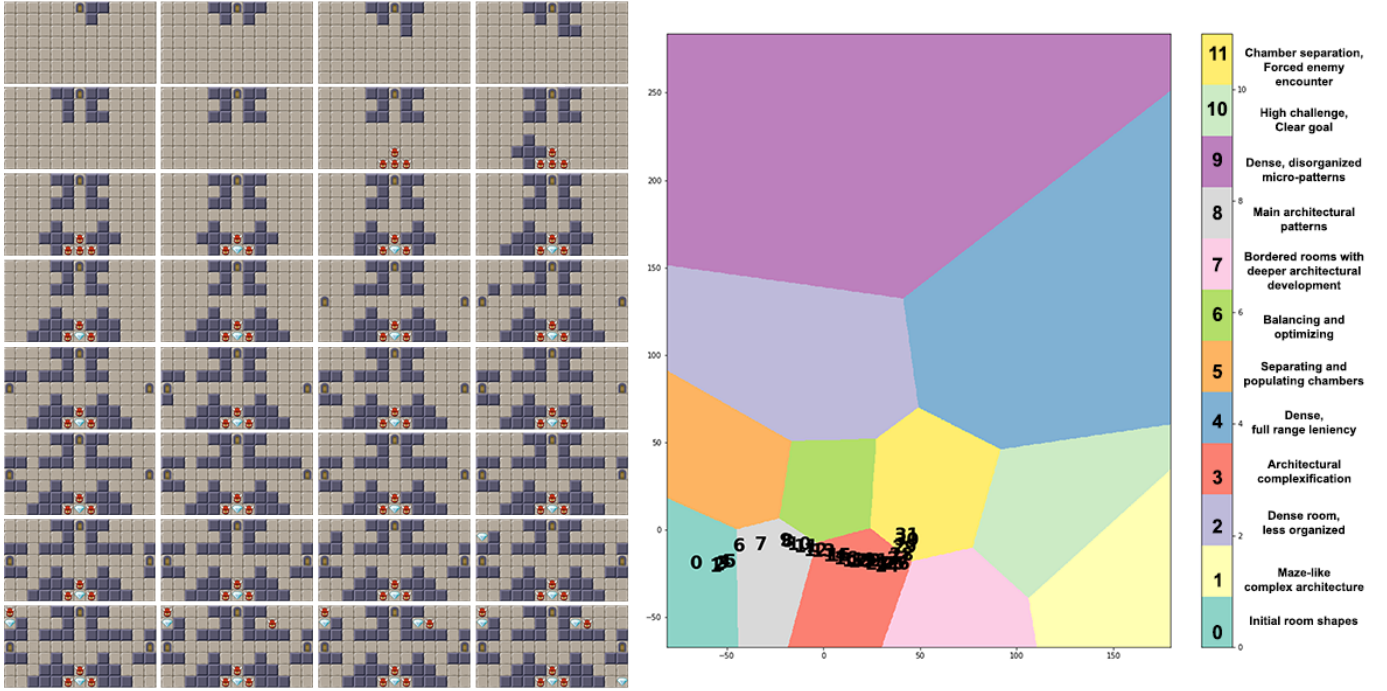 250
200
150
100
50
0
−50
−50
0
50
100
150
0
6
7
31
11
Chamber separation,
Forced enemy
encounter
10
10
High challenge,
Clear goal
9
Dense, disorganized
micro-patterns
8
8
Main architectural
patterns
7
Bordered rooms with
deeper architectural
development
6
6
Balancing and
optimizing
5
Separating and
populating chambers
4
4
Dense,
full range leniency
3
Architectural
complexification
2
2
Dense room,
less organized
1
Maze-like
complex architecture
0
0
Initial room shapes